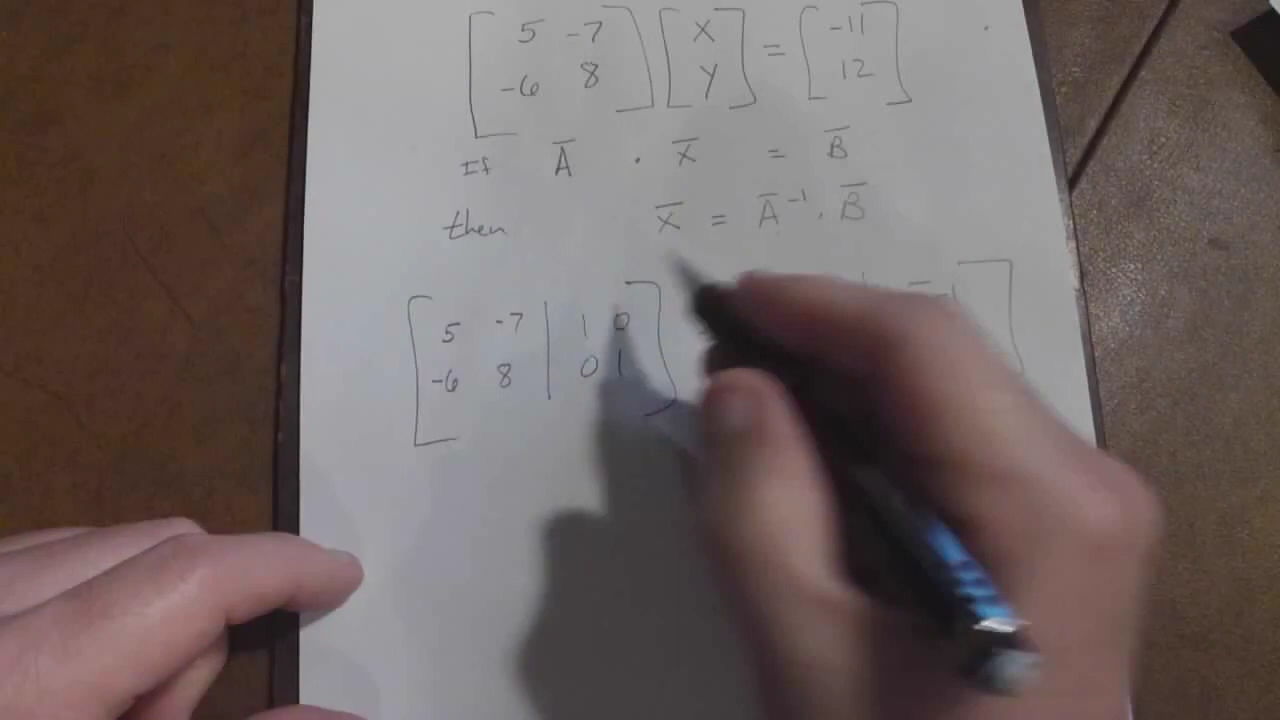 [5 -7] [X] = [-11]
[-6 8] [Y] [12]
If A̅ · X̅ = B̅
then X̅ = A̅⁻¹ · B̅
[5 -7 | 1 0]
[-6 8 | 0 1]